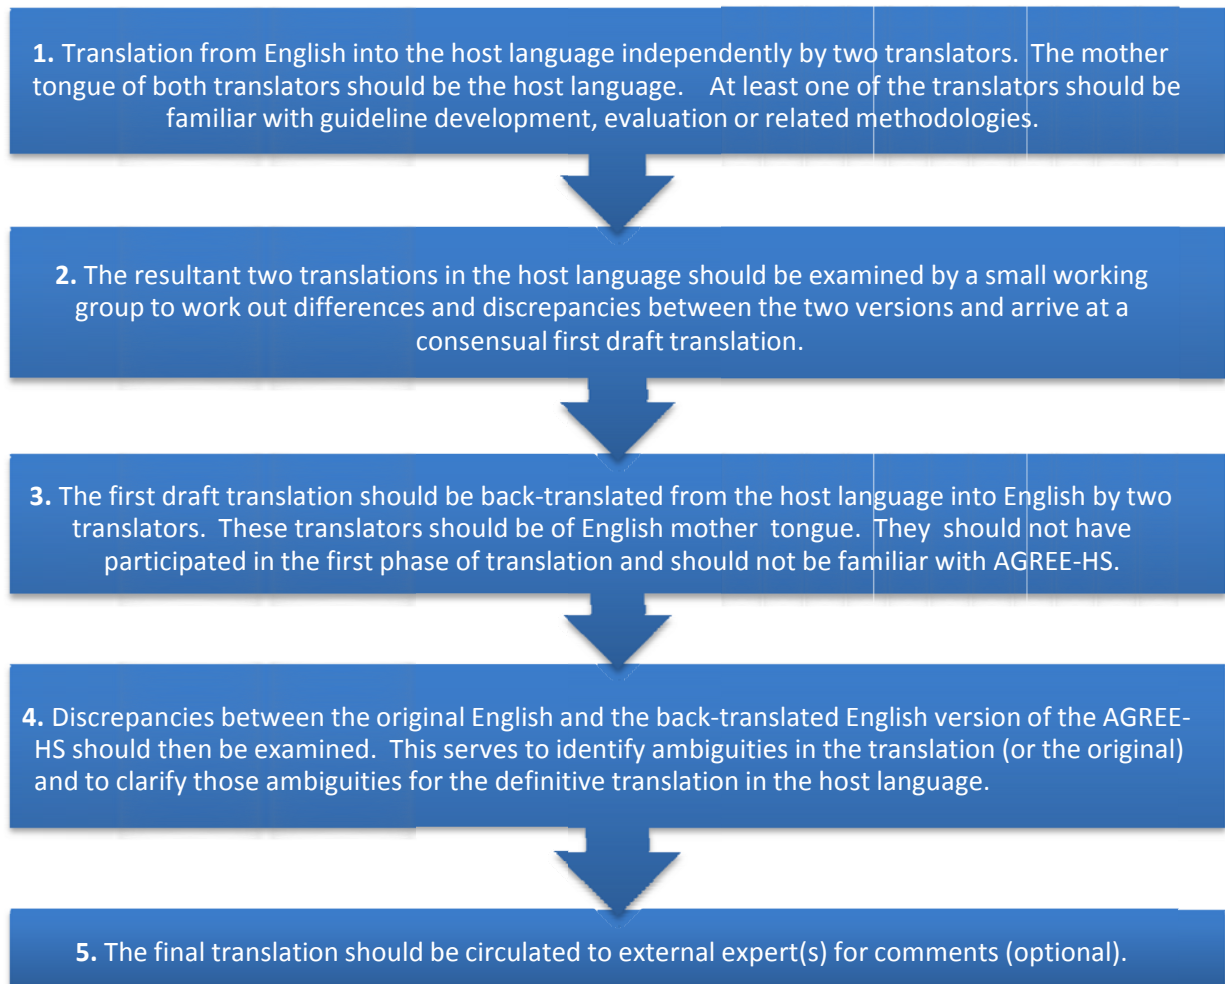 1. Translation from English into the host language independently by two translators. The mother
tongue of both translators should be the host language. At least one of the translators should be
familiar with guideline development, evaluation or related methodologies.
2. The resultant two translations in the host language should be examined by a small working
group to work out differences and discrepancies between the two versions and arrive at a
consensual first draft translation.
3. The first draft translation should be back-translated from the host language into English by two
translators. These translators should be of English mother tongue. They should not have
participated in the first phase of translation and should not be familiar with AGREE-HS.
4. Discrepancies between the original English and the back-translated English version of the AGREE-
HS should then be examined. This serves to identify ambiguities in the translation (or the original)
and to clarify those ambiguities for the definitive translation in the host language.
5. The final translation should be circulated to external expert(s) for comments (optional).